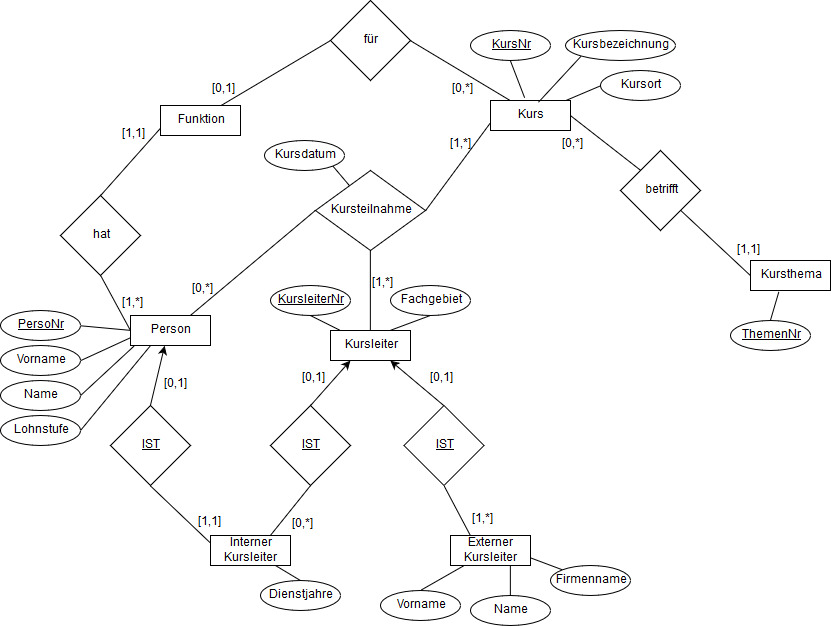 für
KursNr
Kursbezeichnung
Kursort
[0,1]
[0,*]
Funktion
Kurs
[1,1]
[1,*]
[0,*]
Kursdatum
betrifft
Kursteilnahme
hat
[1,1]
Kursthema
[0,*]
[1,*]
[1,*]
KursleiterNr
Fachgebiet
PersoNr
Person
Kursleiter
ThemenNr
Vorname
Name
Lohnstufe
[0,1]
[0,1]
[0,1]
IST
IST
IST
[1,1]
[0,*]
[1,*]
Interner
Kursleiter
Externer
Kursleiter
Dienstjahre
Firmenname
Vorname
Name